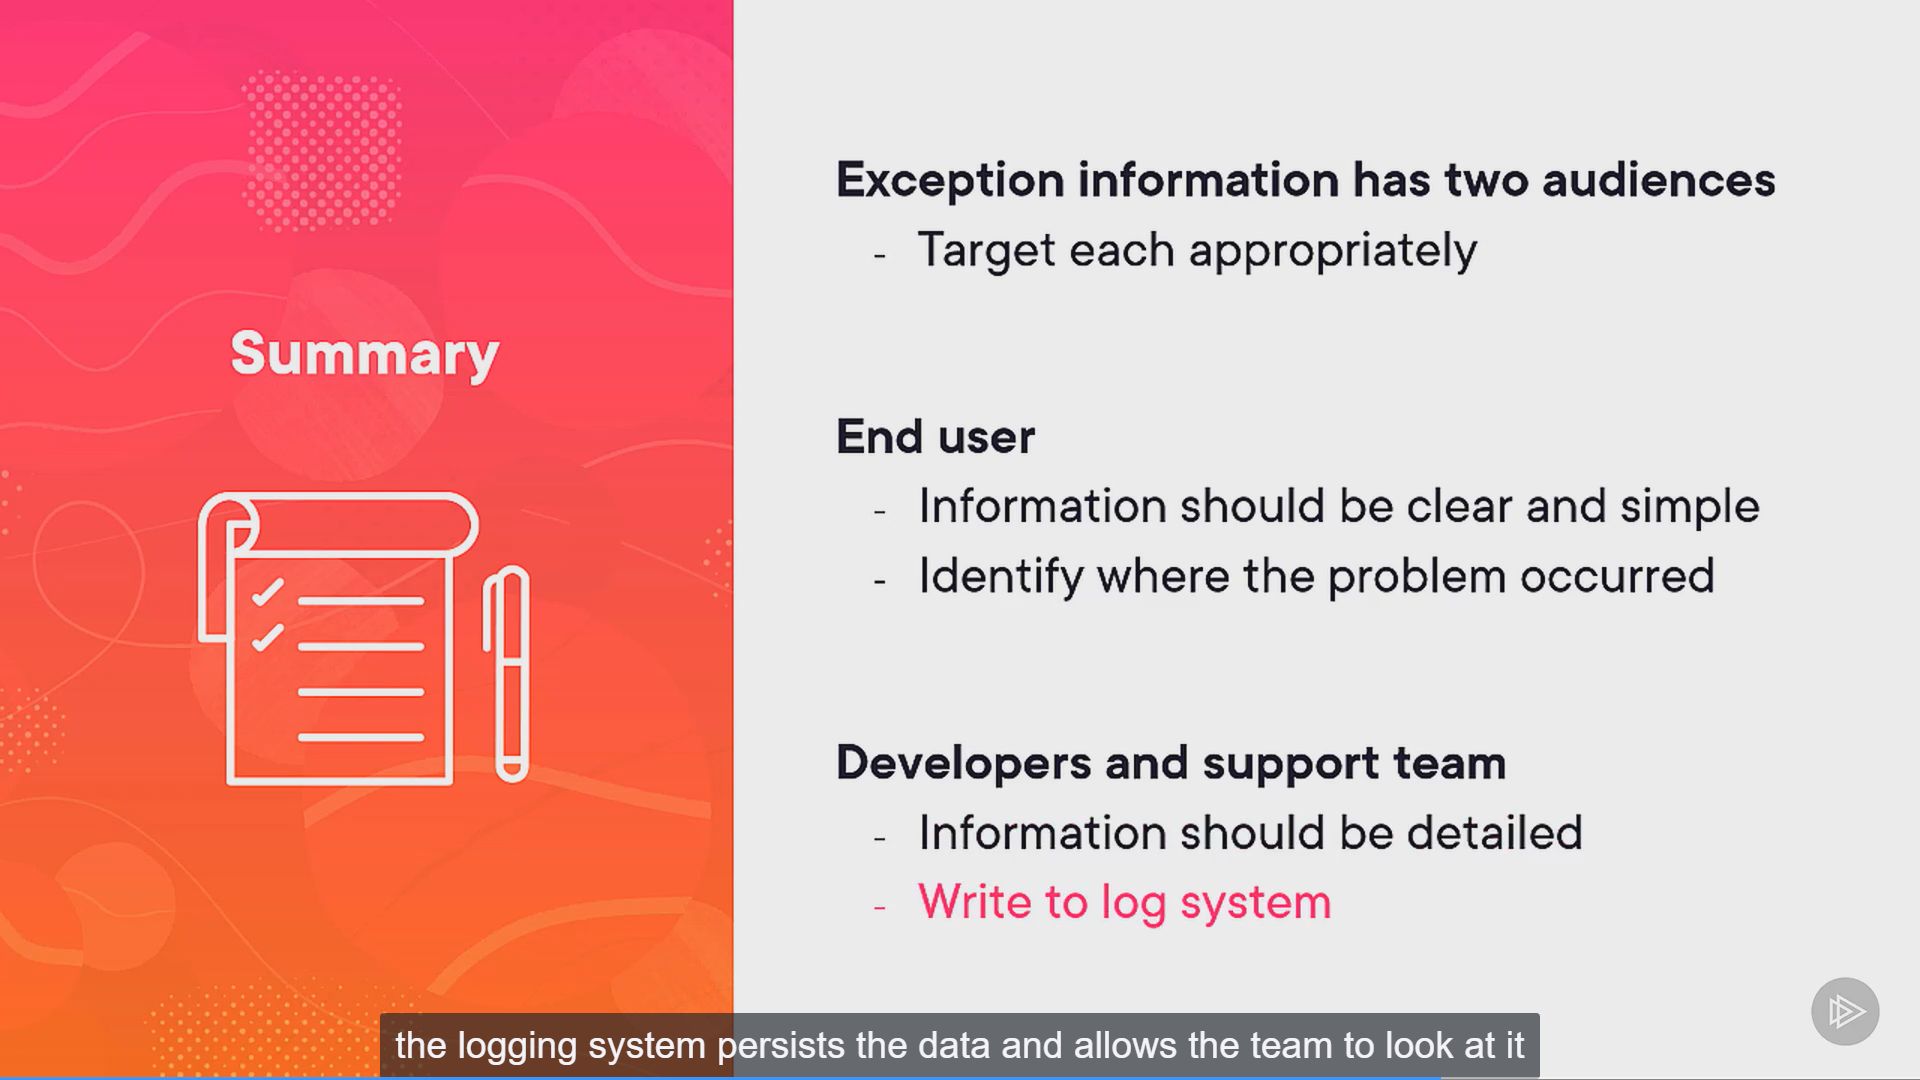 Summary
Exception information has two audiences
- Target each appropriately
End user
- Information should be clear and simple
- Identify where the problem occurred
Developers and support team
- Information should be detailed
- Write to log system
the logging system persists the data and allows the team to look at it